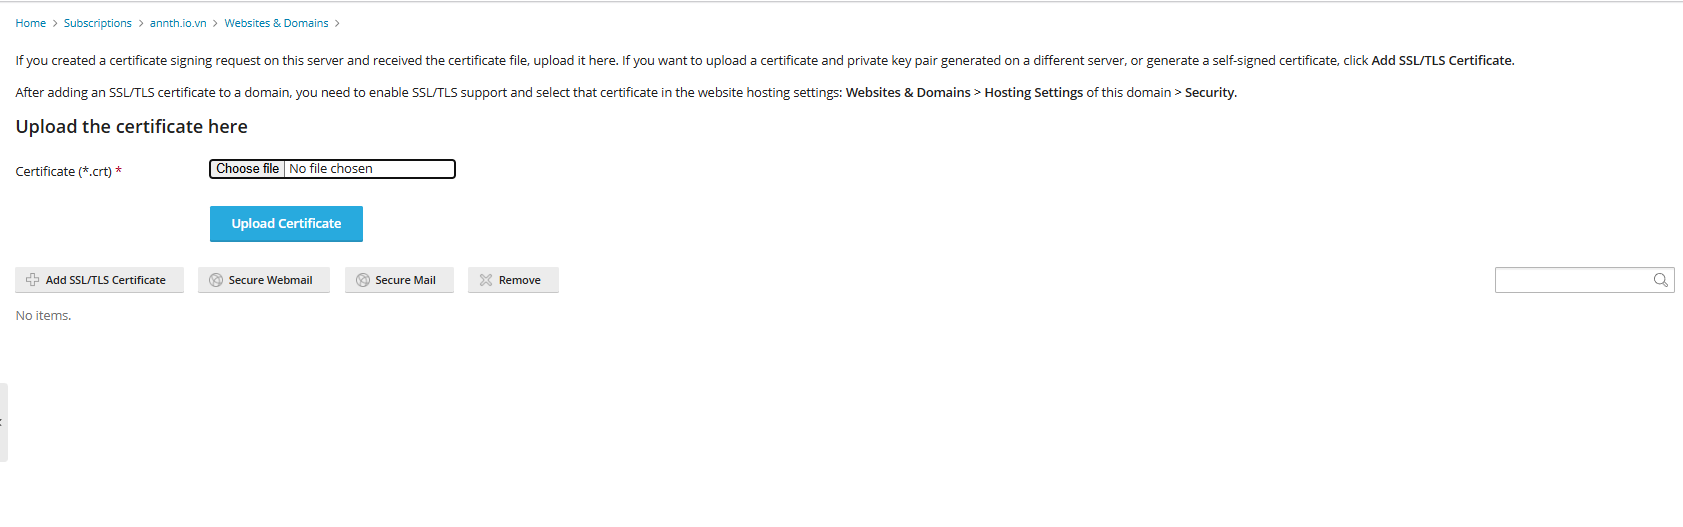 Home > Subscriptions > annth.io.vn > Websites & Domains >
If you created a certificate signing request on this server and received the certificate file, upload it here. If you want to upload a certificate and private key pair generated on a different server, or generate a self-signed certificate, click Add SSL/TLS Certificate.
After adding an SSL/TLS certificate to a domain, you need to enable SSL/TLS support and select that certificate in the website hosting settings: Websites & Domains > Hosting Settings of this domain > Security.
Upload the certificate here
Certificate (*.crt) * Choose file No file chosen
Upload Certificate
Add SSL/TLS Certificate Secure Webmail Secure Mail Remove
No items.